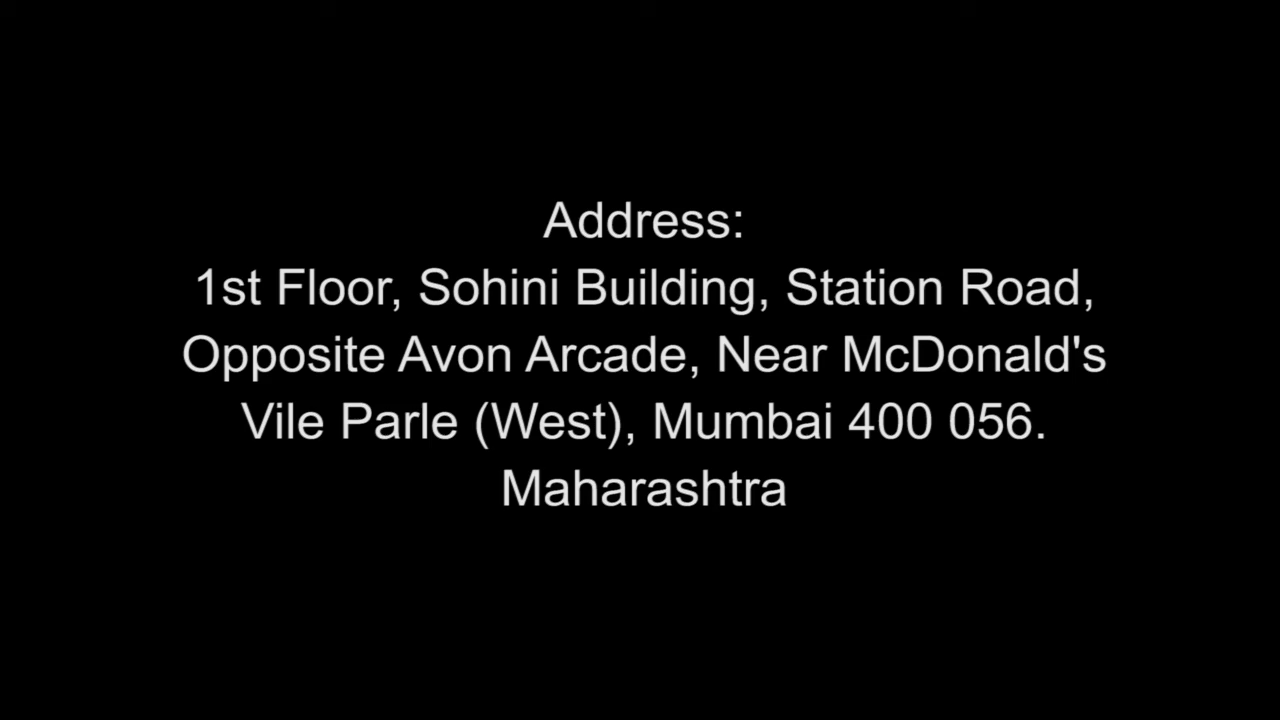 Address:
1st Floor, Sohini Building, Station Road,
Opposite Avon Arcade, Near McDonald's
Vile Parle (West), Mumbai 400 056.
Maharashtra